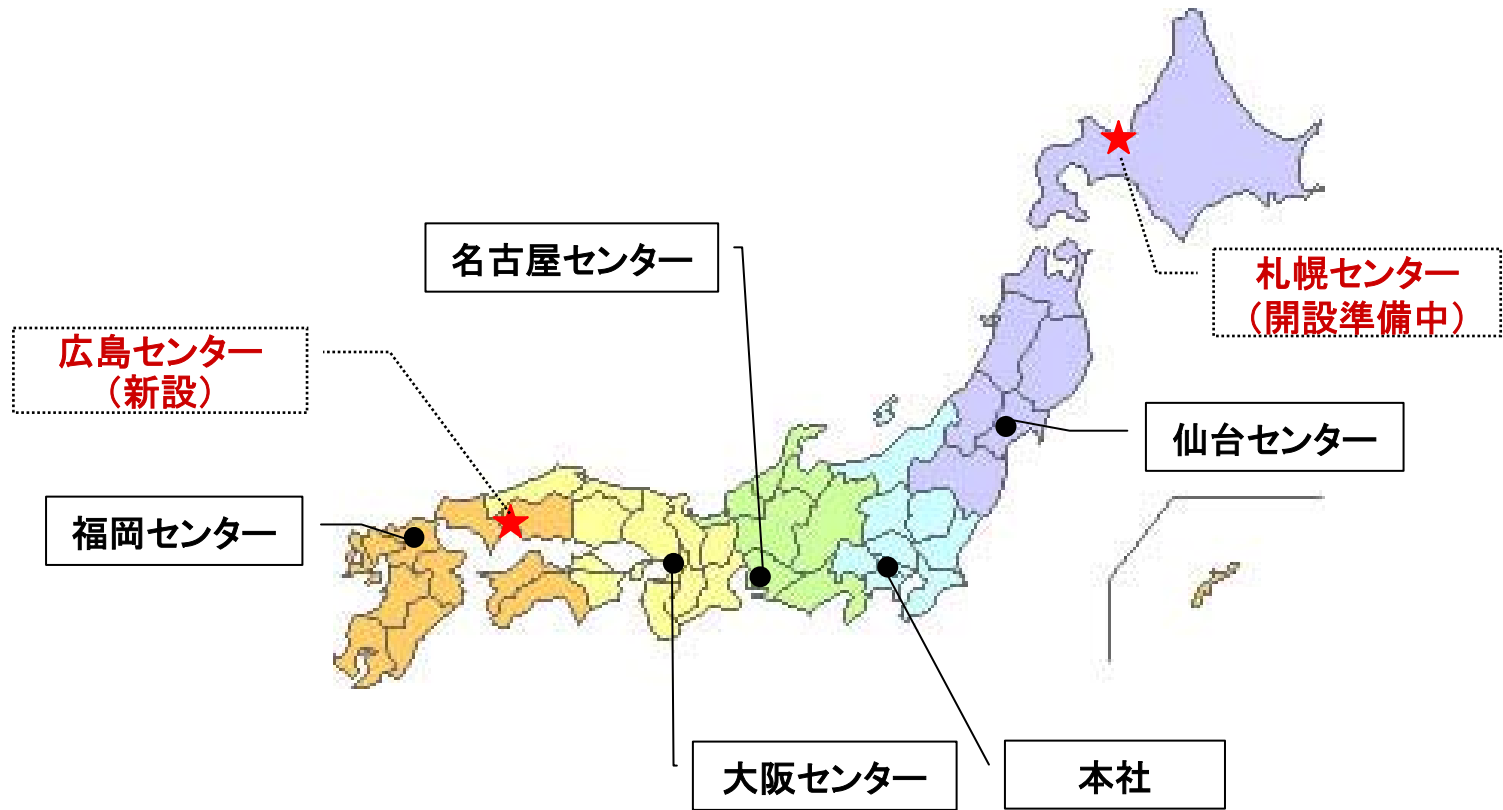 名古屋センター
札幌センター
（開設準備中）
広島センター
（新設）
仙台センター
福岡センター
大阪センター
本社